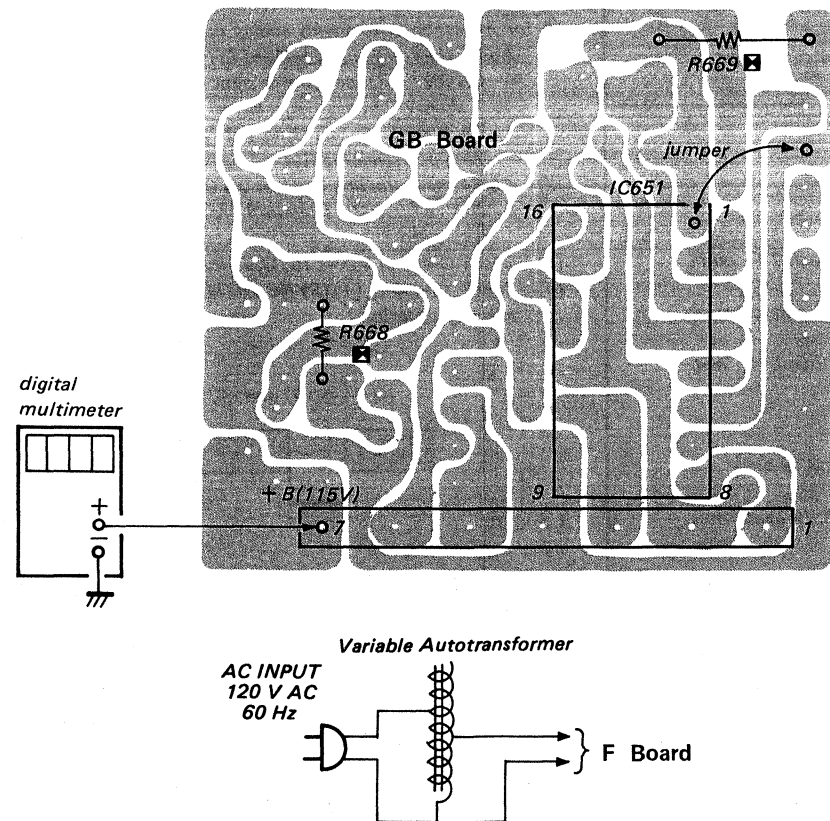 R669
GB Board
jumper
IC651
16
1
R668
digital
multimeter
+ B(115V)
9
8
+
7
1
−
Variable Autotransformer
AC INPUT
120 V AC
60 Hz
F Board